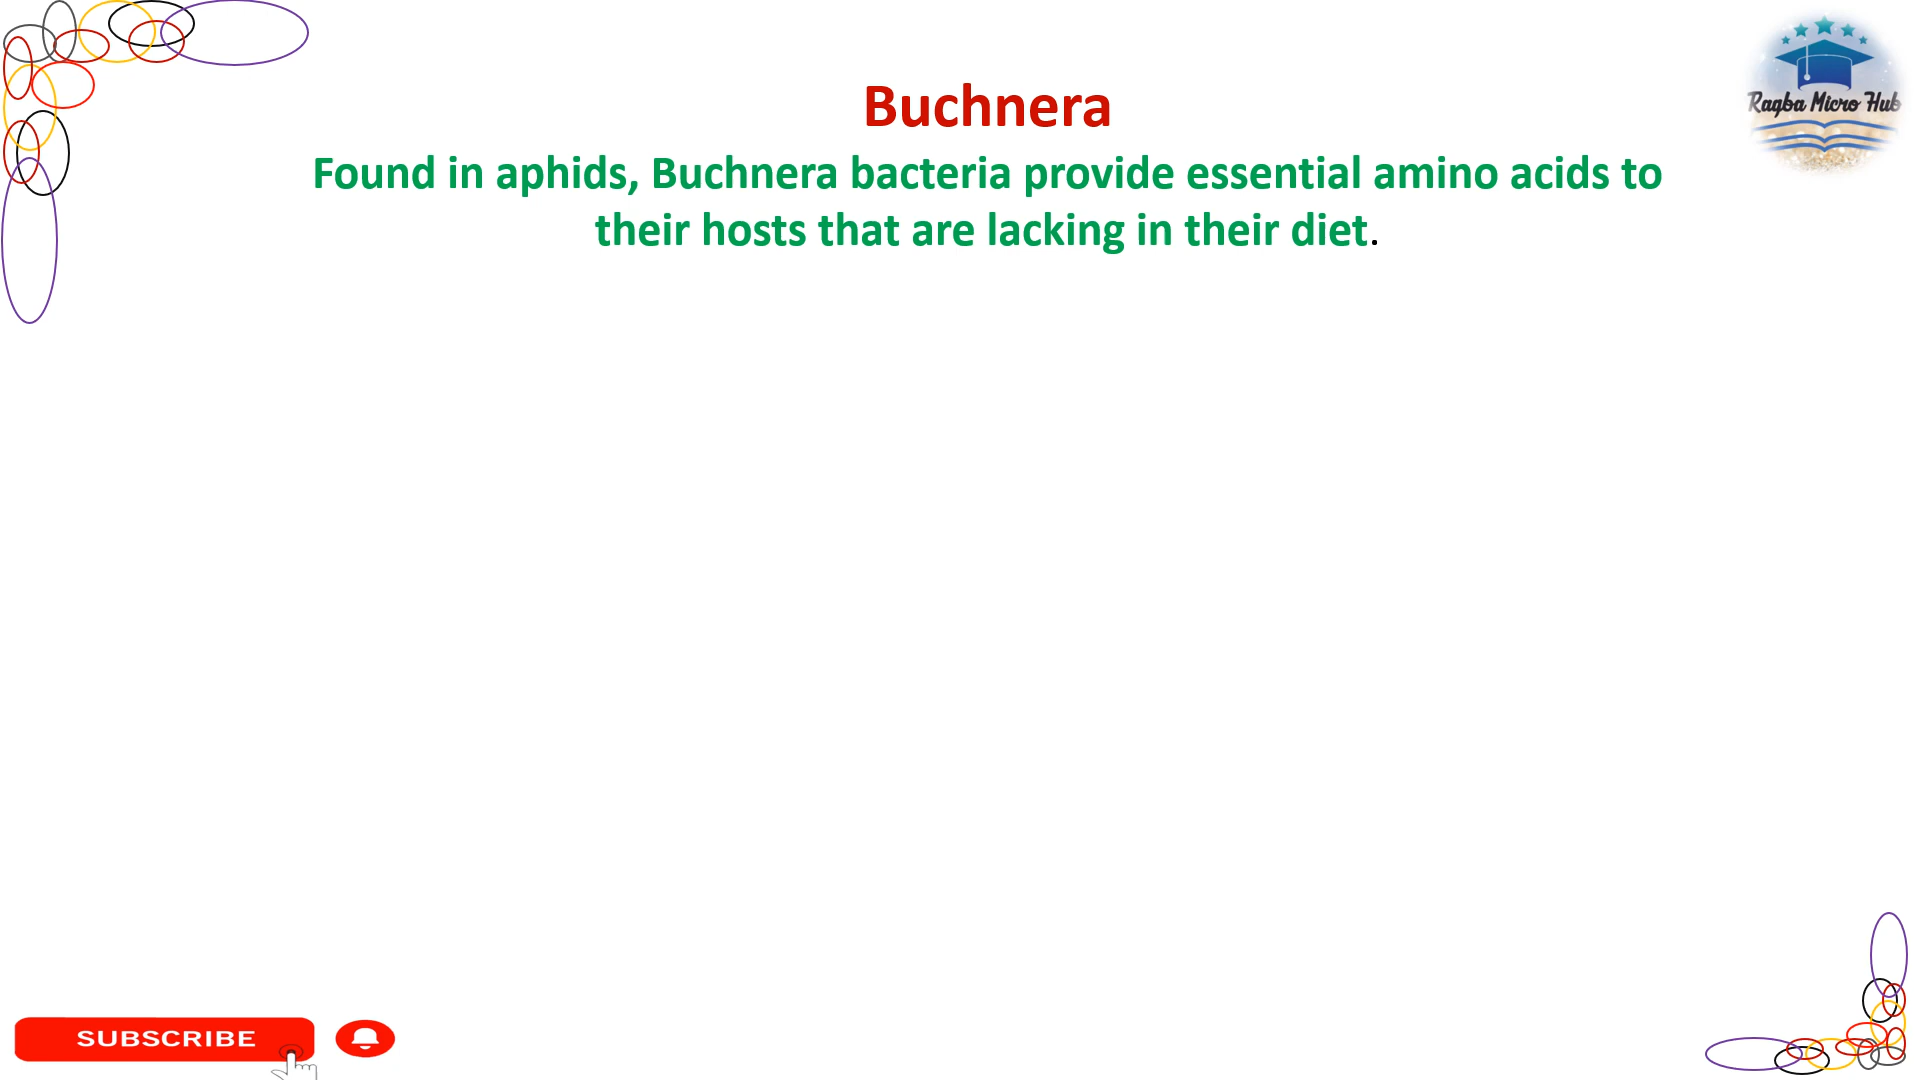 Buchnera
Found in aphids, Buchnera bacteria provide essential amino acids to
their hosts that are lacking in their diet.
Raqba Micro Hub
SUBSCRIBE